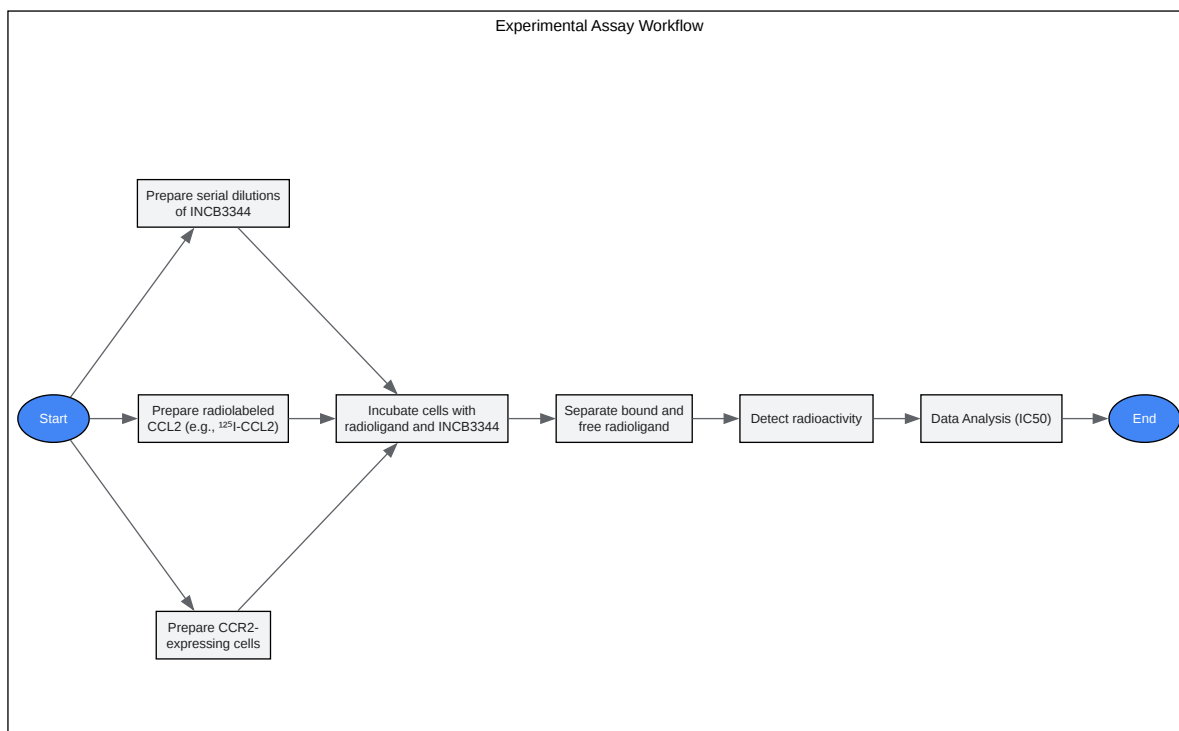 Experimental Assay Workflow
Prepare serial dilutions
of INCB3344
Start
Prepare radiolabeled
CCL2 (e.g., ¹²⁵I-CCL2)
Incubate cells with
radioligand and INCB3344
Separate bound and
free radioligand
Detect radioactivity
Data Analysis (IC50)
End
Prepare CCR2-
expressing cells